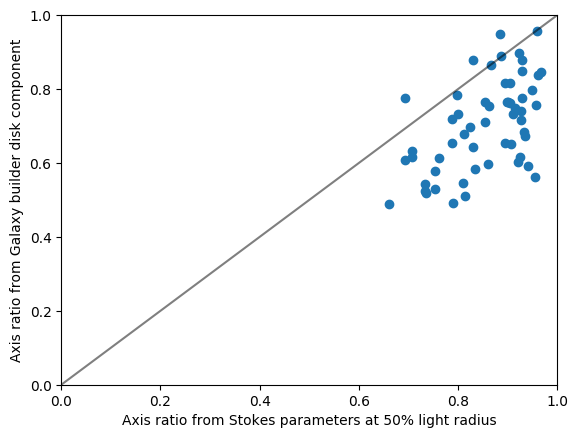 1.0
0.8
0.6
0.4
0.2
0.0
Axis ratio from Galaxy builder disk component
0.0 0.2 0.4 0.6 0.8 1.0
Axis ratio from Stokes parameters at 50% light radius